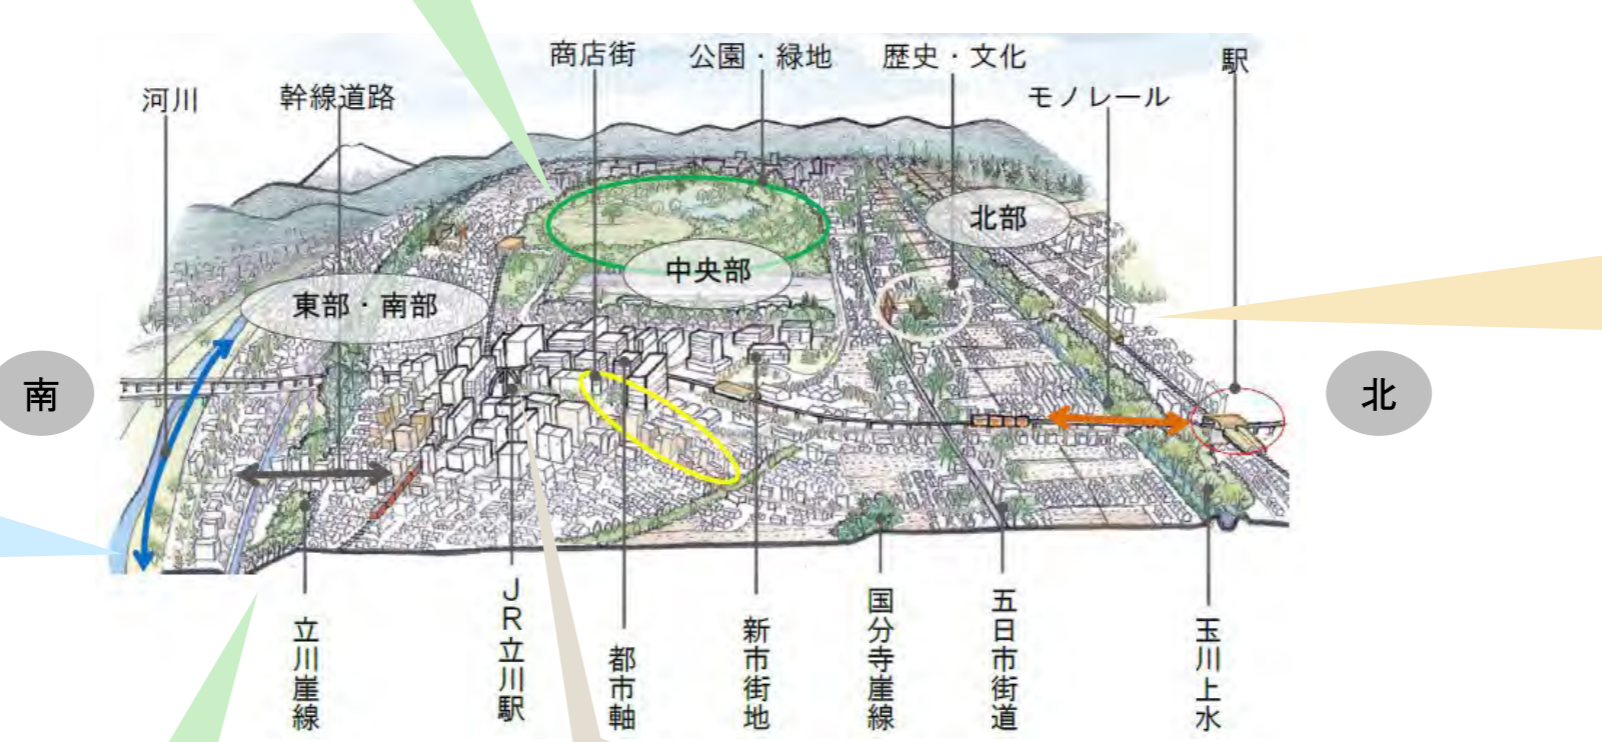 商店街
公園・緑地
歴史・文化
駅
河川
幹線道路
モノレール
北部
中央部
東部・南部
南
北
立川崖線
JR立川駅
都市軸
新市街地
国分寺崖線
五日市街道
玉川上水